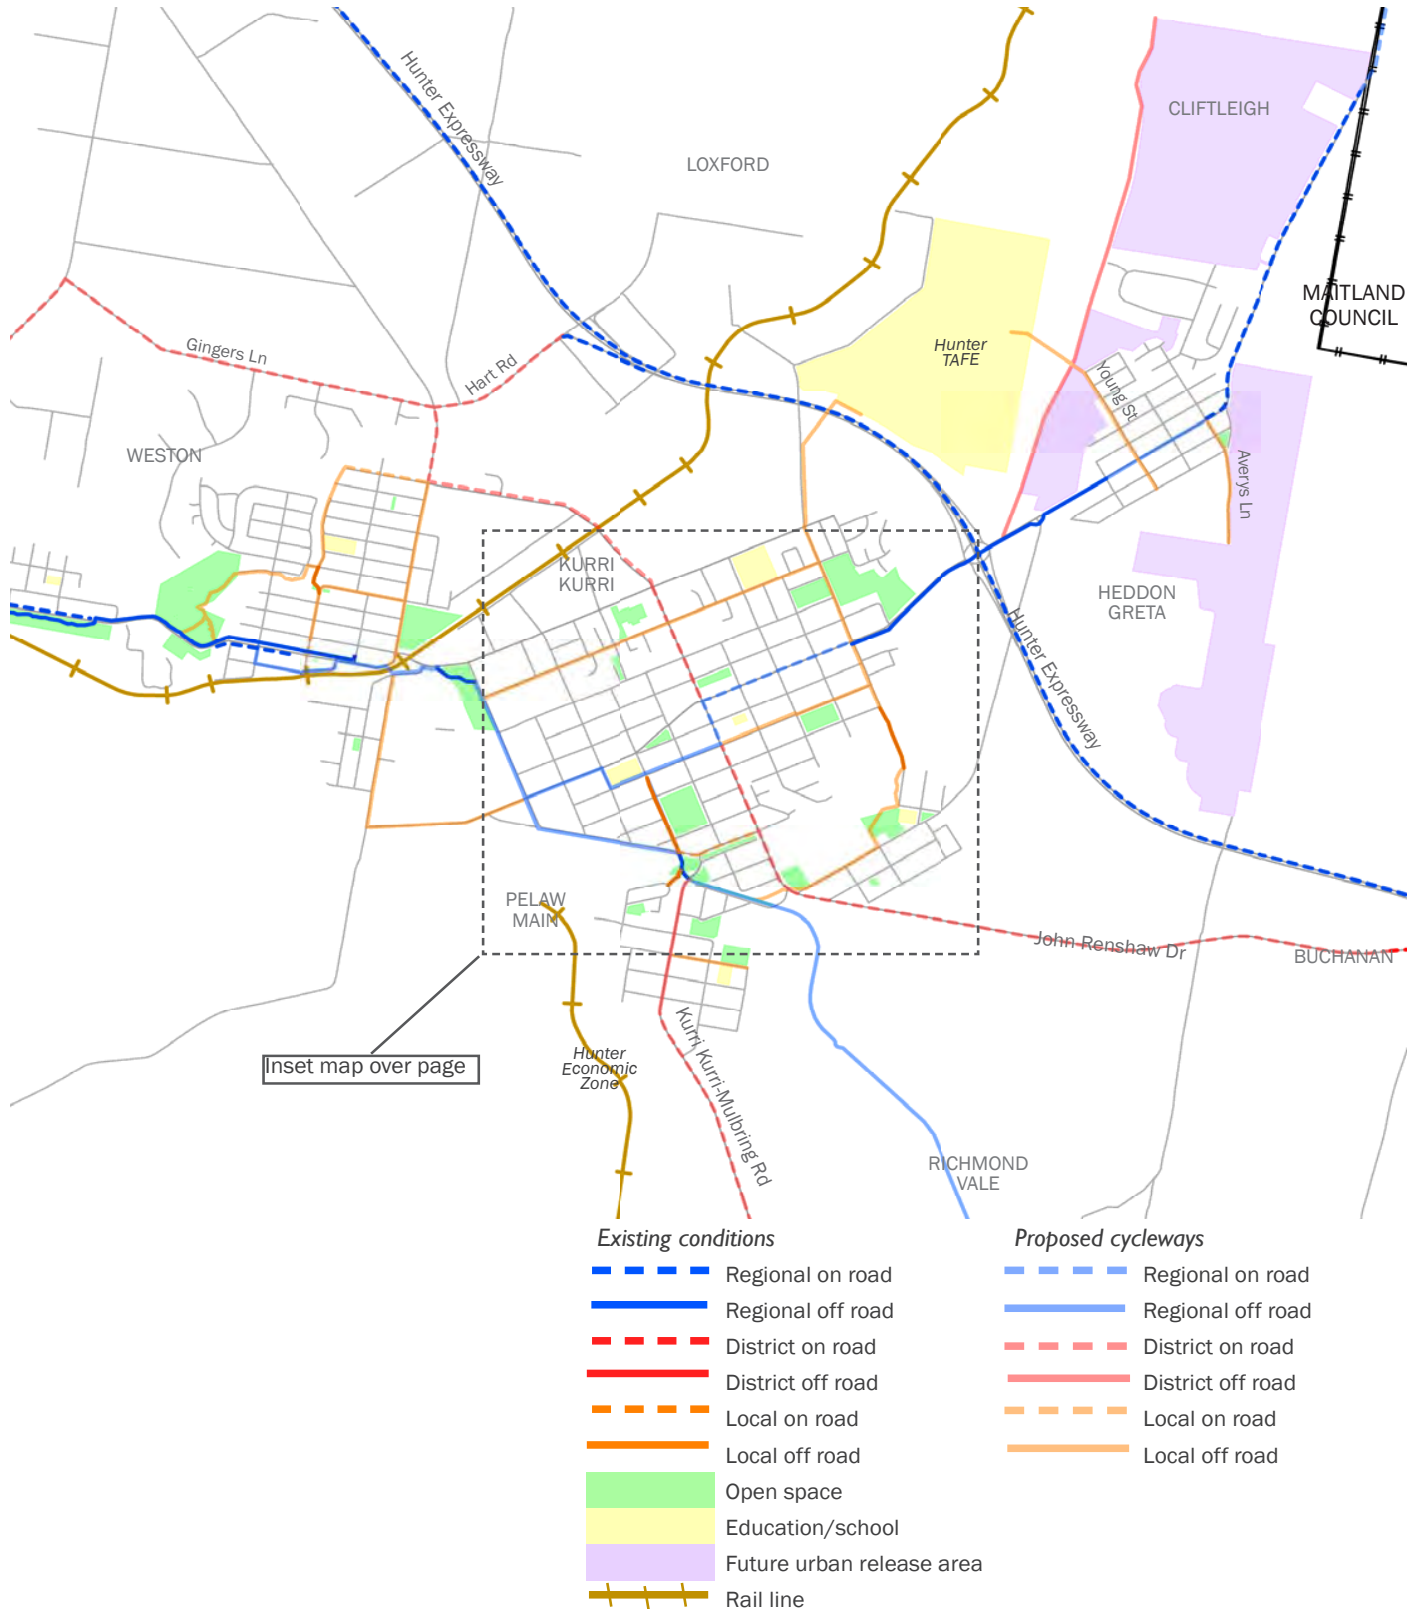 Hunter Expressway
CLIFTLEIGH
LOXFORD
MAITLAND
COUNCIL
Hunter
TAFE
Gingers Ln
Hart Rd
Young St
WESTON
Averys Ln
KURRI
KURRI
HEDDON
GRETA
Hunter Expressway
PELAW
MAIN
John Renshaw Dr
BUCHANAN
Kurri Kurri-Mulbring Rd
Inset map over page
Hunter
Economic
Zone
RICHMOND
VALE
Existing conditions
Regional on road
Regional off road
District on road
District off road
Local on road
Local off road
Open space
Education/school
Future urban release area
Rail line
Proposed cycleways
Regional on road
Regional off road
District on road
District off road
Local on road
Local off road